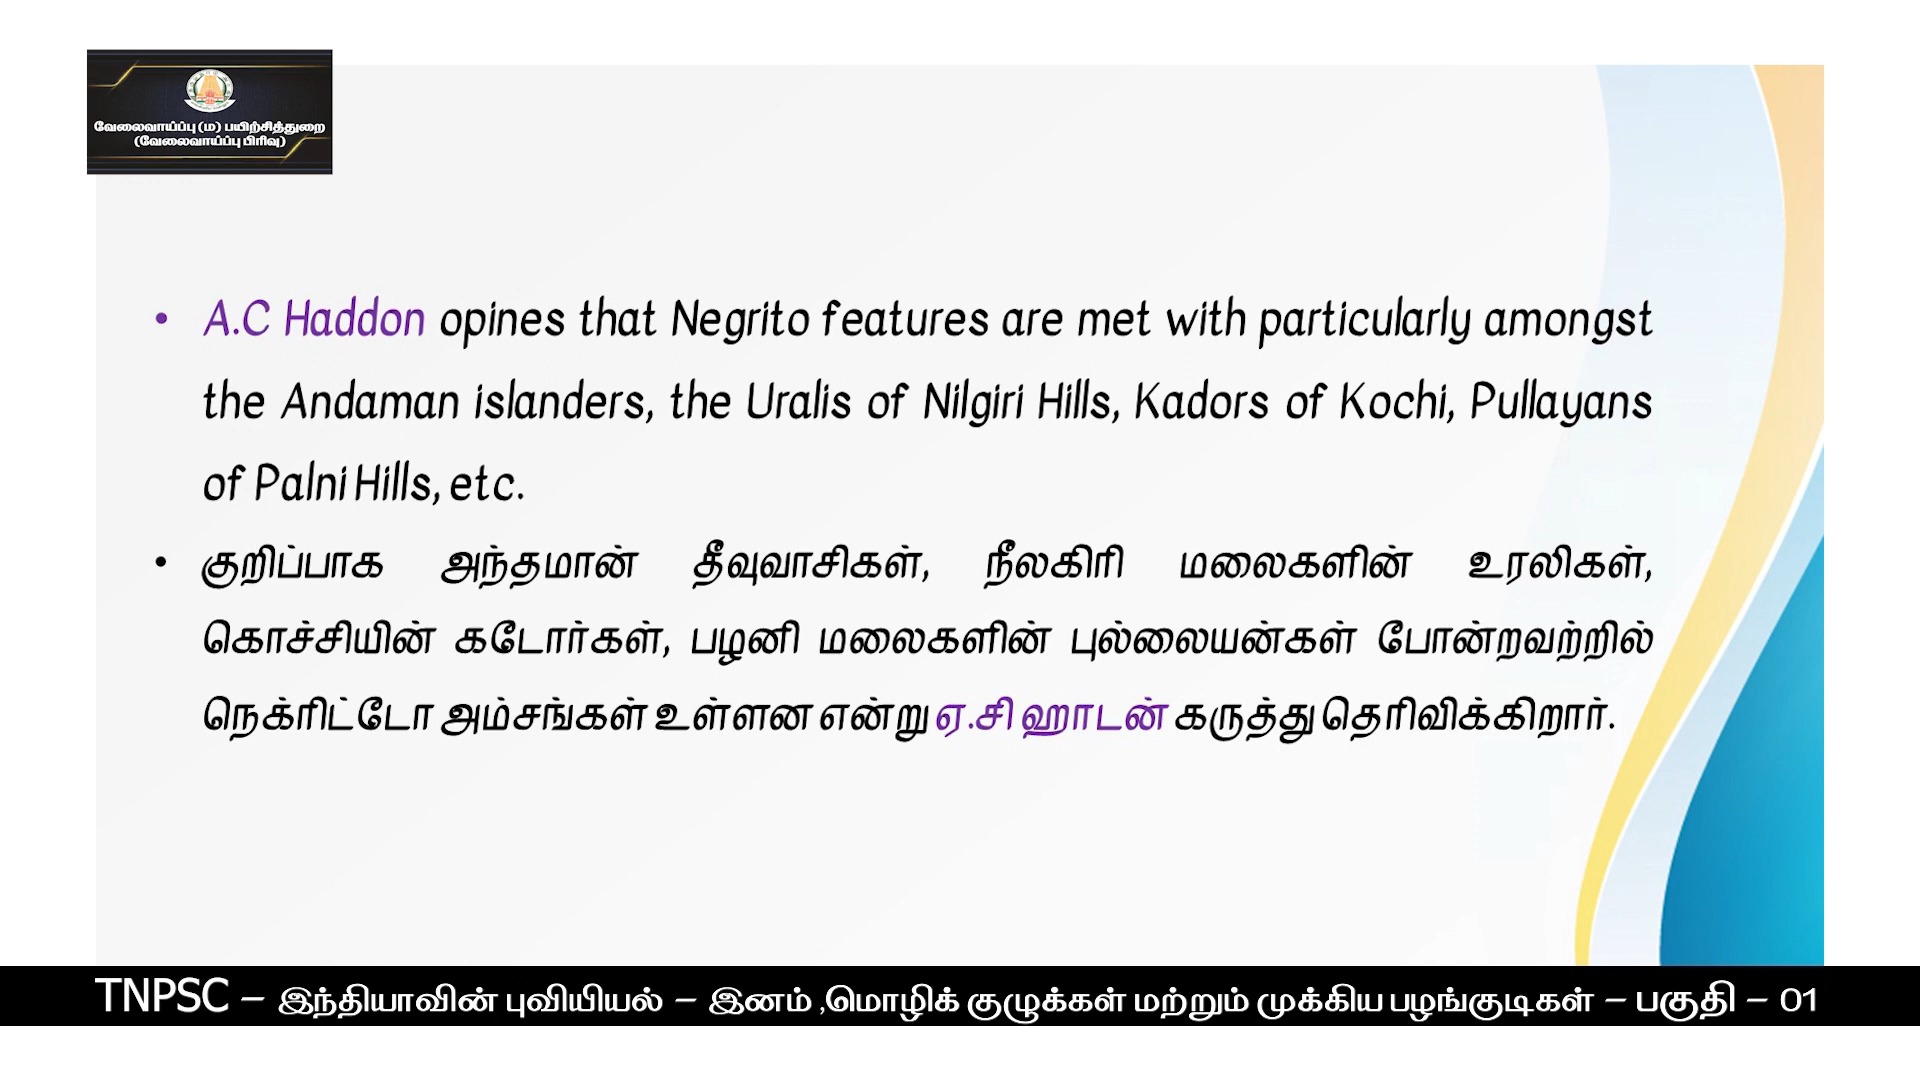 வேலைவாய்ப்பு (ம) பயிற்சித்துறை
(வேலைவாய்ப்பு பிரிவு)
• A.C Haddon opines that Negrito features are met with particularly amongst
the Andaman islanders, the Uralis of Nilgiri Hills, Kadors of Kochi, Pullayans
of Palni Hills, etc.
• குறிப்பாக அந்தமான் தீவுவாசிகள், நீலகிரி மலைகளின் உரலிகள்,
கொச்சியின் கடோர்கள், பழனி மலைகளின் புல்லையன்கள் போன்றவற்றில்
நெக்ரிட்டோ அம்சங்கள் உள்ளன என்று ஏ.சி ஹாடன் கருத்து தெரிவிக்கிறார்.
TNPSC – இந்தியாவின் புவியியல் – இனம் ,மொழிக் குழுக்கள் மற்றும் முக்கிய பழங்குடிகள் – பகுதி – 01